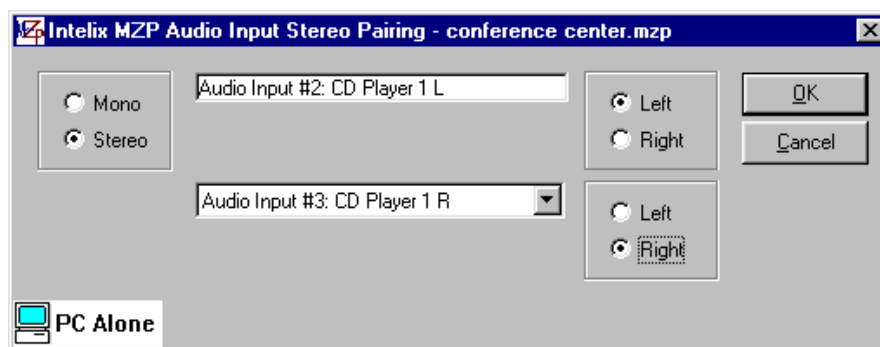 Intelix MZP Audio Input Stereo Pairing - conference center.mzp
Mono
Stereo
Audio Input #2: CD Player 1 L
Left
Right
OK
Cancel
Audio Input #3: CD Player 1 R
Left
Right
PC Alone